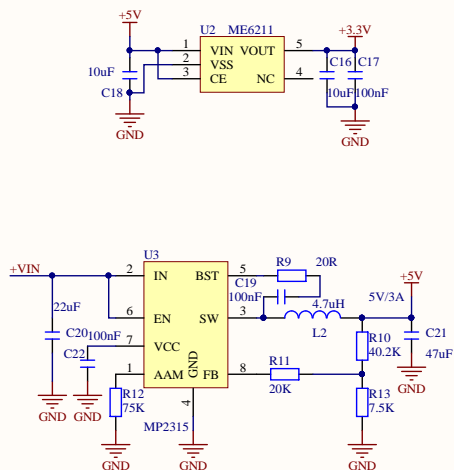 +5V
U2 ME6211
+3.3V
1 VIN VOUT 5
2 VSS
3 CE NC 4
C16 C17
10uF
C18
10uF 100nF
GND
GND
U3
R9 20R
+VIN
2 IN BST 5
C19
100nF
+5V
5V/3A
4.7uH
22uF
6 EN SW 3
L2
C20
100nF
C22
7 VCC
R10
40.2K
C21
47uF
1 AAM GND FB 8
R11
20K
R12
75K
4
R13
7.5K
MP2315
GND
GND
GND
GND
GND
GND